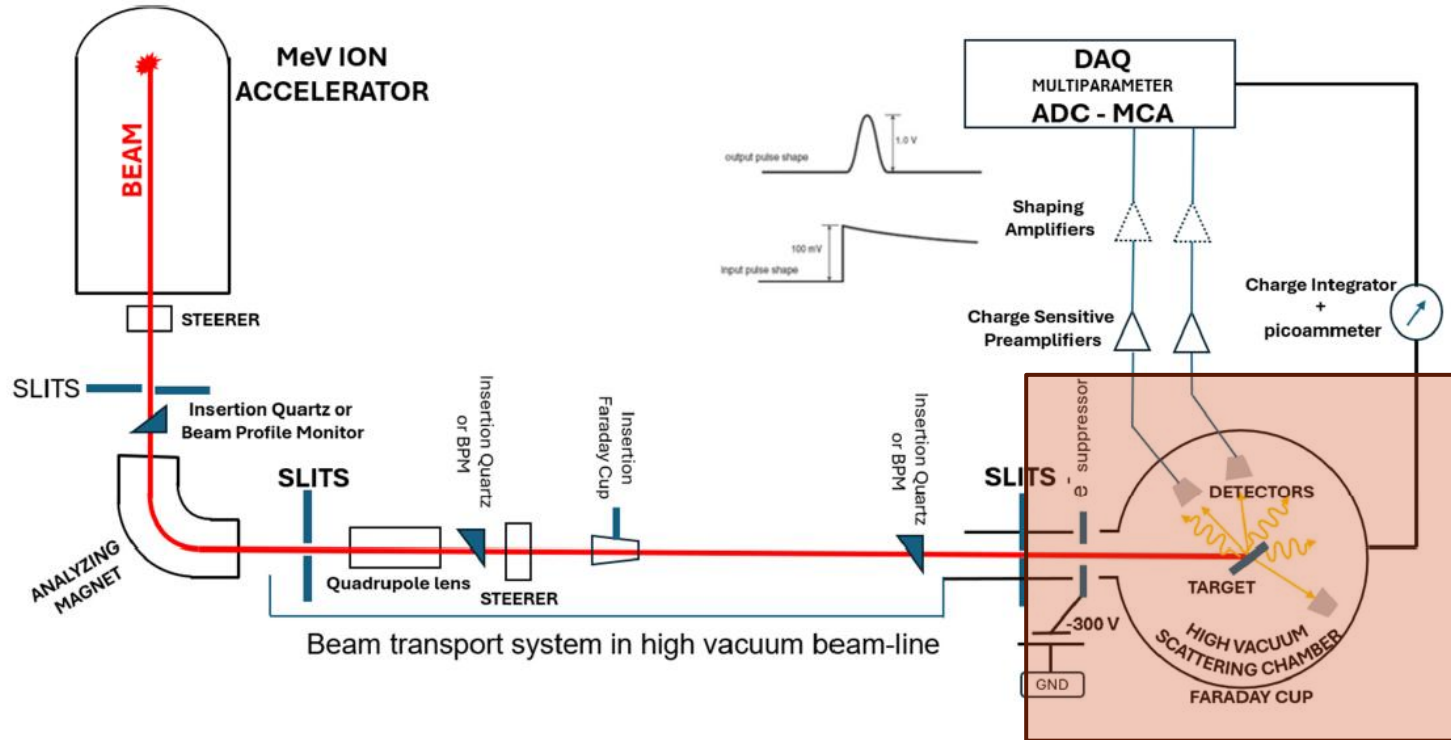 MeV ION
ACCELERATOR
BEAM
STEERER
SLITS
Insertion Quartz or
Beam Profile Monitor
ANALYZING
MAGNET
SLITS
Quadrupole lens
Insertion Quartz
or BPM
STEERER
Insertion
Faraday Cup
Insertion Quartz
or BPM
Beam transport system in high vacuum beam-line
output pulse shape
1.0 V
input pulse shape
100 mV
DAQ
MULTIPARAMETER
ADC - MCA
Shaping
Amplifiers
Charge Sensitive
Preamplifiers
Charge Integrator
+
picoammeter
SLITS
e⁻ suppressor
-300 V
GND
DETECTORS
TARGET
HIGH VACUUM
SCATTERING CHAMBER
FARADAY CUP